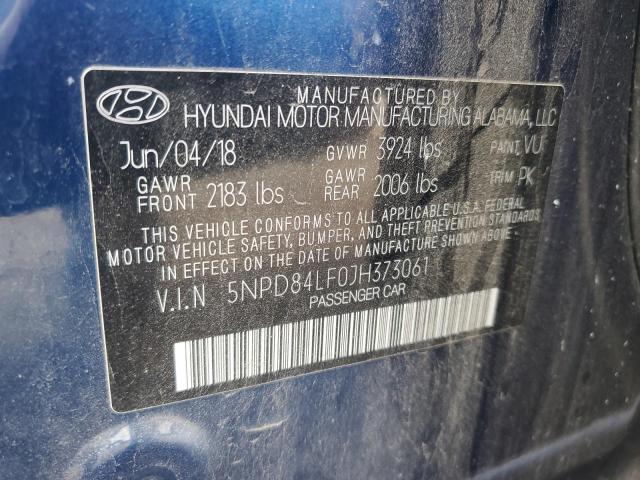 MANUFACTURED BY
HYUNDAI MOTOR MANUFACTURING ALABAMA, LLC
Jun/04/18 GVWR 3924 lbs PAINT VU
GAWR FRONT 2183 lbs GAWR REAR 2006 lbs TRIM PK
THIS VEHICLE CONFORMS TO ALL APPLICABLE U.S.A. FEDERAL
MOTOR VEHICLE SAFETY, BUMPER, AND THEFT PREVENTION STANDARDS
IN EFFECT ON THE DATE OF MANUFACTURE SHOWN ABOVE.
V.I.N 5NPD84LF0JH373061
PASSENGER CAR